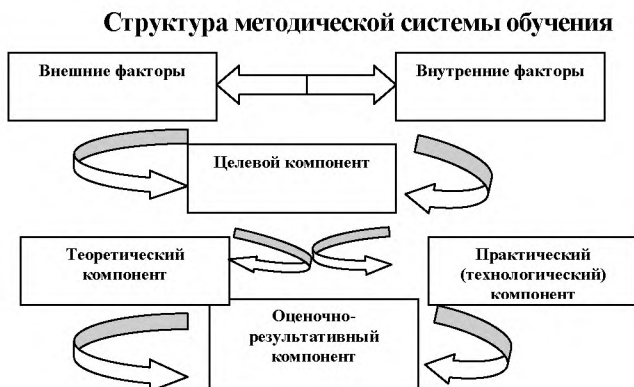 Структура методической системы обучения
Внешние факторы
Внутренние факторы
Целевой компонент
Теоретический
компонент
Практический
(технологический)
компонент
Оценочно-
результативный
компонент